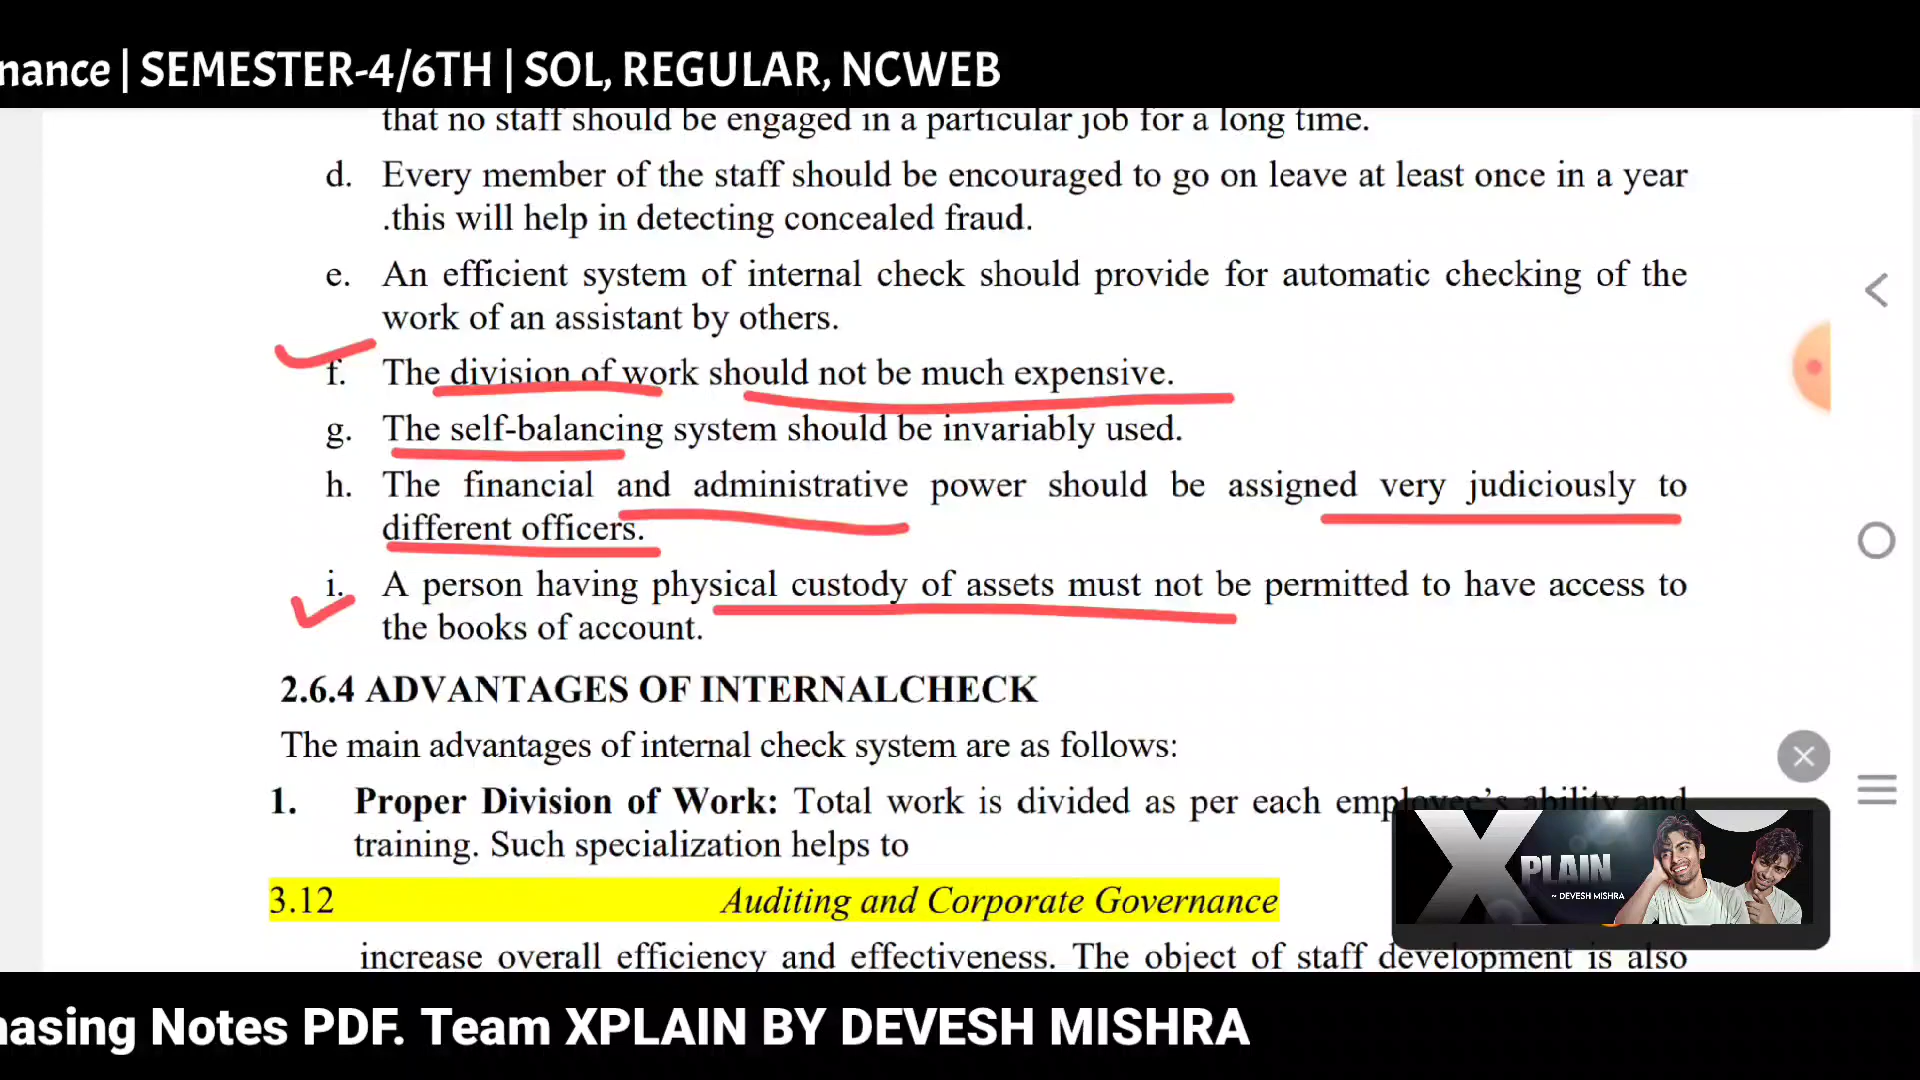 nance | SEMESTER-4/6TH | SOL, REGULAR, NCWEB
that no staff should be engaged in a particular job for a long time.
d. Every member of the staff should be encouraged to go on leave at least once in a year
.this will help in detecting concealed fraud.
e. An efficient system of internal check should provide for automatic checking of the
work of an assistant by others.
f. The division of work should not be much expensive.
g. The self-balancing system should be invariably used.
h. The financial and administrative power should be assigned very judiciously to
different officers.
i. A person having physical custody of assets must not be permitted to have access to
the books of account.
2.6.4 ADVANTAGES OF INTERNALCHECK
The main advantages of internal check system are as follows:
1. Proper Division of Work: Total work is divided as per each employee's ability and
training. Such specialization helps to
XPLAIN
~ DEVESH MISHRA
3.12 Auditing and Corporate Governance
increase overall efficiency and effectiveness. The object of staff development is also
hasing Notes PDF. Team XPLAIN BY DEVESH MISHRA